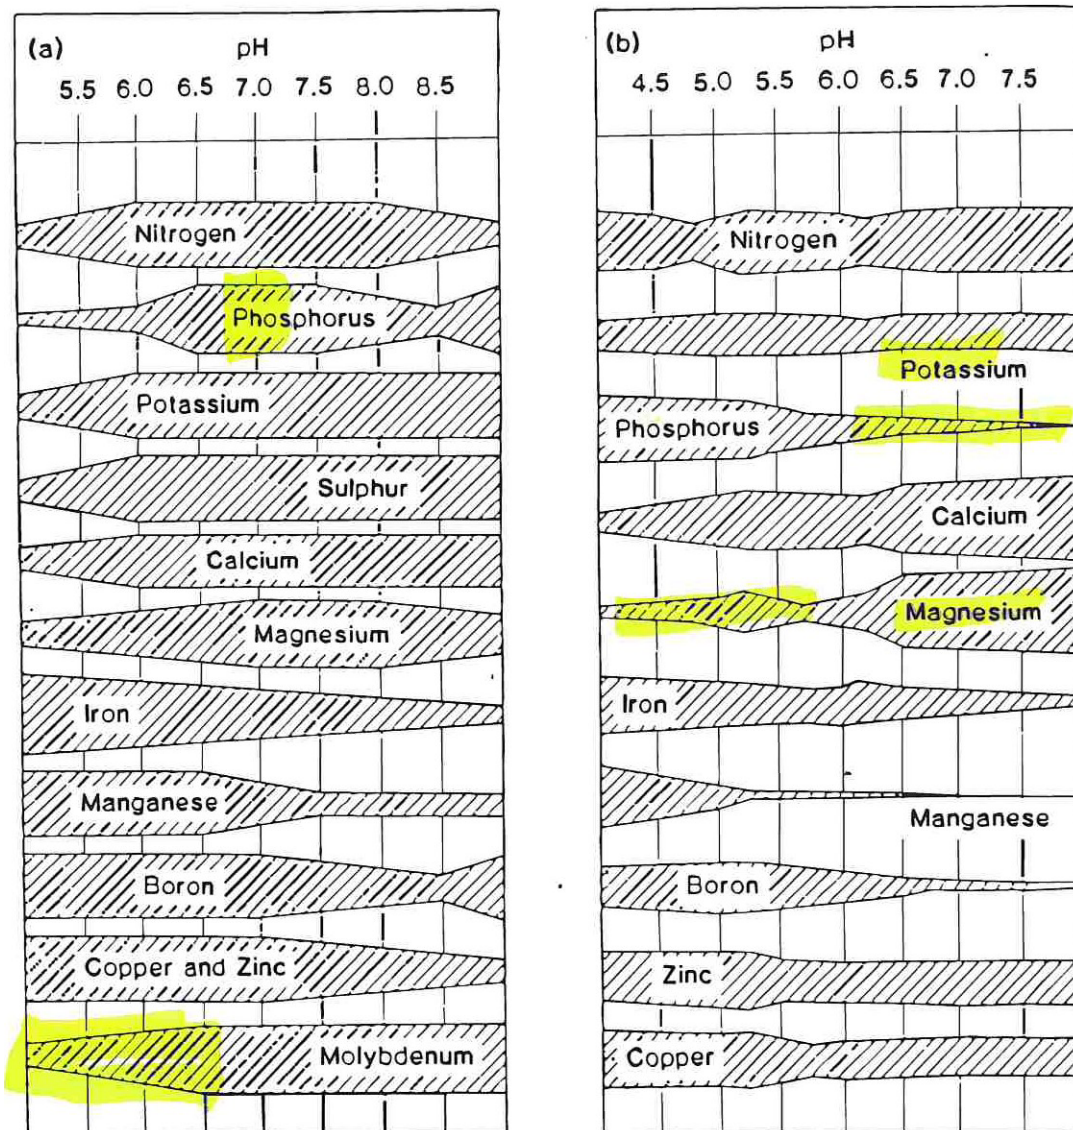 (a)
pH
5.5 6.0 6.5 7.0 7.5 8.0 8.5
Nitrogen
Phosphorus
Potassium
Sulphur
Calcium
Magnesium
Iron
Manganese
Boron
Copper and Zinc
Molybdenum
(b)
pH
4.5 5.0 5.5 6.0 6.5 7.0 7.5
Nitrogen
Potassium
Phosphorus
Calcium
Magnesium
Iron
Manganese
Boron
Zinc
Copper